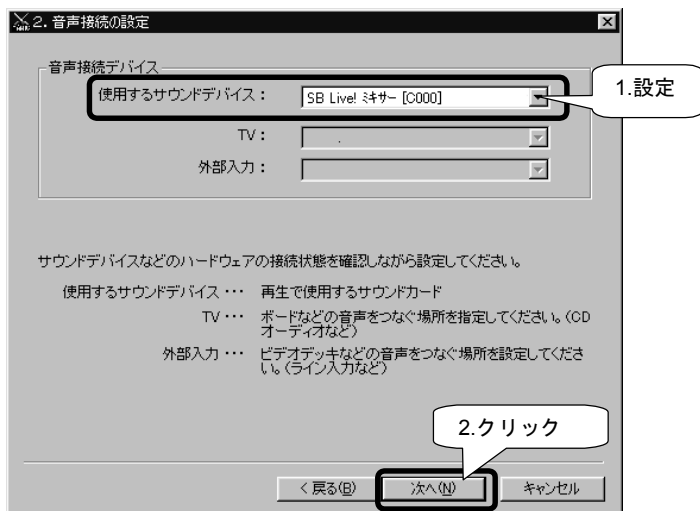 2. 音声接続の設定
音声接続デバイス
使用するサウンドデバイス： SB Live! ミキサー [C000]
1.設定
TV：
外部入力：
サウンドデバイスなどのハードウェアの接続状態を確認しながら設定してください。
使用するサウンドデバイス･･･ 再生で使用するサウンドカード
TV･･･ ボードなどの音声をつなぐ場所を指定してください。(CD
オーディオなど)
外部入力･･･ ビデオデッキなどの音声をつなぐ場所を設定してくださ
い。(ライン入力など)
2.クリック
< 戻る(B) 次へ(N) > キャンセル